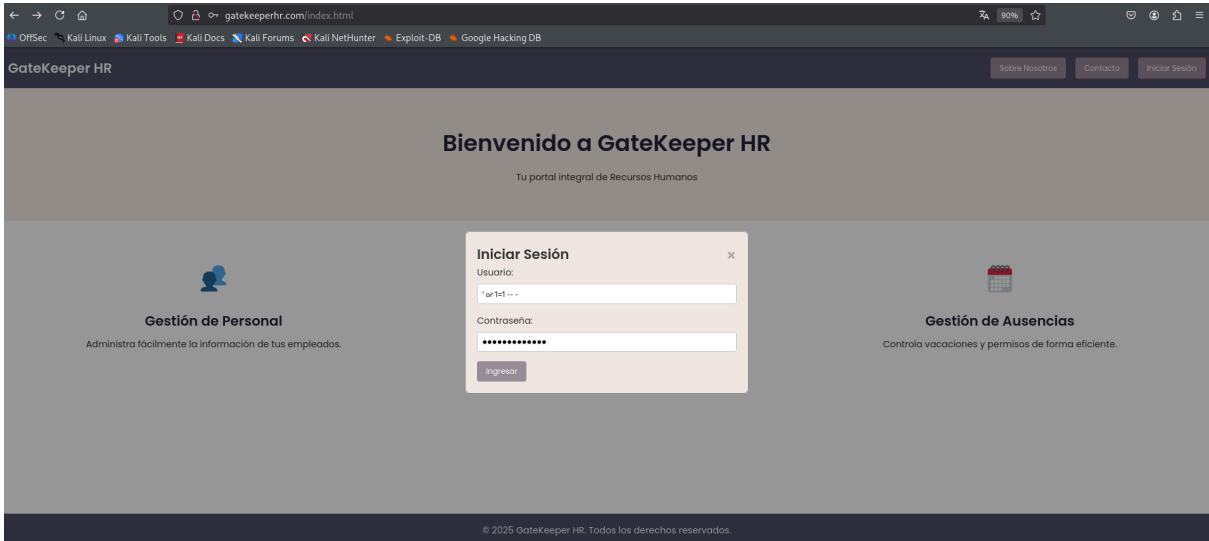 gatekeeperhr.com/index.html
90%
OffSec
Kali Linux
Kali Tools
Kali Docs
Kali Forums
Kali NetHunter
Exploit-DB
Google Hacking DB
GateKeeper HR
Sobre Nosotros
Contacto
Iniciar Sesión
Bienvenido a GateKeeper HR
Tu portal integral de Recursos Humanos
Iniciar Sesión
×
Usuario:
' or 1=1 -- -
Contraseña:
•••••••••••••
Ingresar
Gestión de Personal
Administra fácilmente la información de tus empleados.
Gestión de Ausencias
Controla vacaciones y permisos de forma eficiente.
© 2025 GateKeeper HR. Todos los derechos reservados.